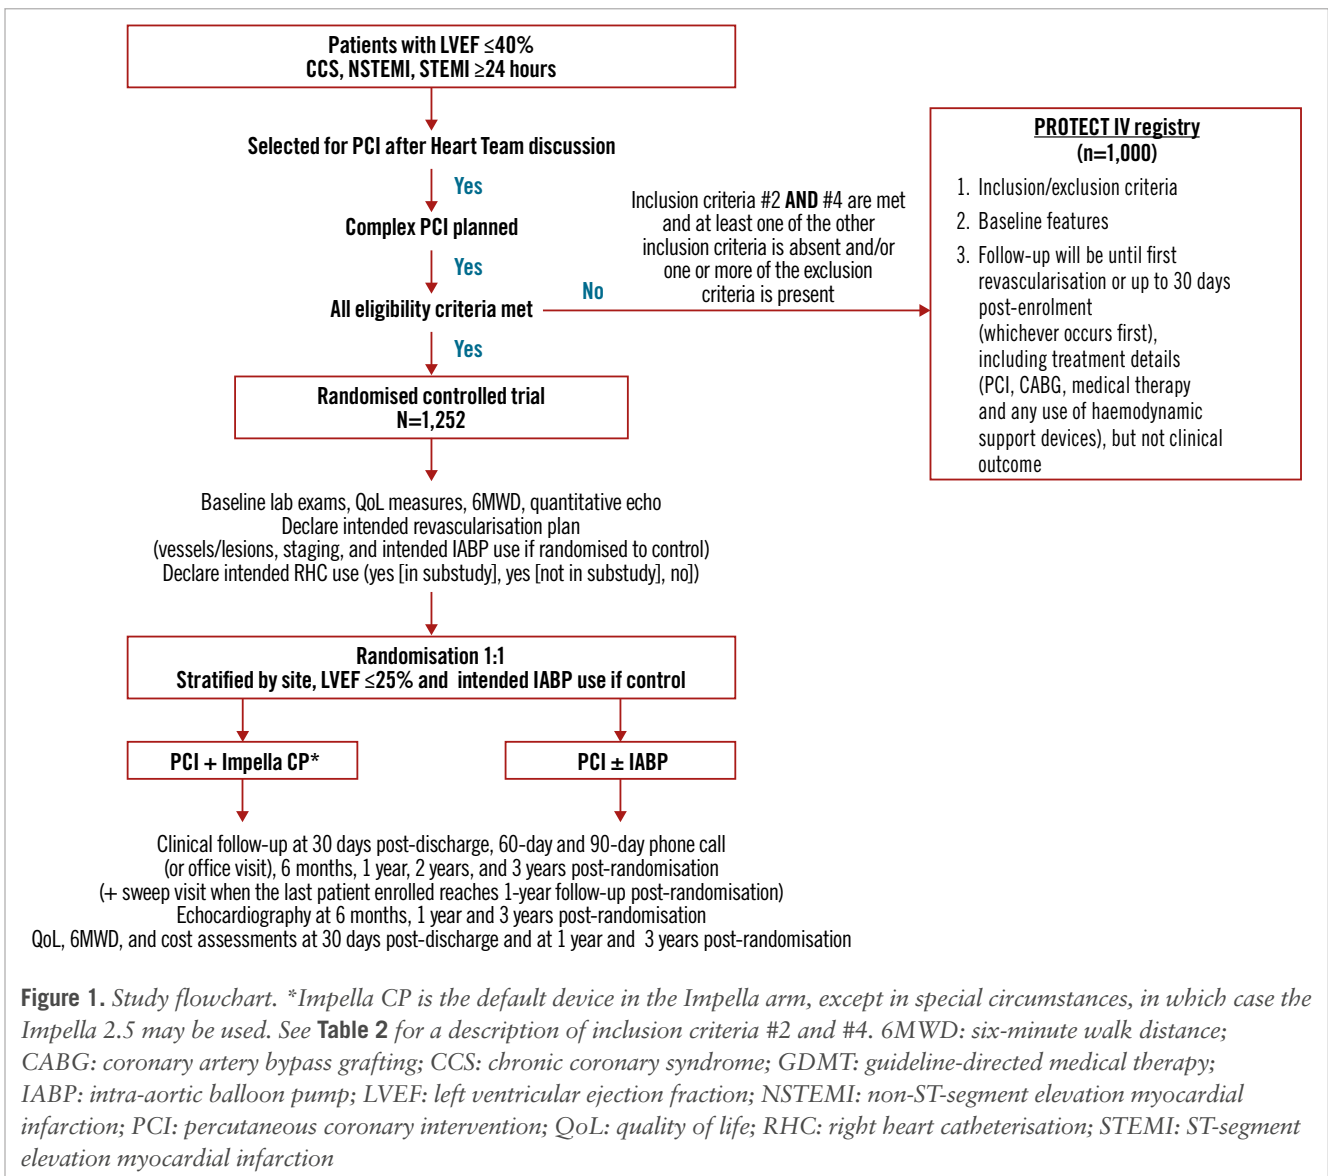 Patients with LVEF ≤40%
CCS, NSTEMI, STEMI ≥24 hours
Selected for PCI after Heart Team discussion
Yes
Complex PCI planned
Yes
All eligibility criteria met
No
Inclusion criteria #2 AND #4 are met
and at least one of the other
inclusion criteria is absent and/or
one or more of the exclusion
criteria is present
PROTECT IV registry
(n=1,000)
1. Inclusion/exclusion criteria
2. Baseline features
3. Follow-up will be until first
revascularisation or up to 30 days
post-enrolment
(whichever occurs first),
including treatment details
(PCI, CABG, medical therapy
and any use of haemodynamic
support devices), but not clinical
outcome
Yes
Randomised controlled trial
N=1,252
Baseline lab exams, QoL measures, 6MWD, quantitative echo
Declare intended revascularisation plan
(vessels/lesions, staging, and intended IABP use if randomised to control)
Declare intended RHC use (yes [in substudy], yes [not in substudy], no])
Randomisation 1:1
Stratified by site, LVEF ≤25% and intended IABP use if control
PCI + Impella CP*
PCI ± IABP
Clinical follow-up at 30 days post-discharge, 60-day and 90-day phone call
(or office visit), 6 months, 1 year, 2 years, and 3 years post-randomisation
(+ sweep visit when the last patient enrolled reaches 1-year follow-up post-randomisation)
Echocardiography at 6 months, 1 year and 3 years post-randomisation
QoL, 6MWD, and cost assessments at 30 days post-discharge and at 1 year and 3 years post-randomisation
Figure 1. Study flowchart. *Impella CP is the default device in the Impella arm, except in special circumstances, in which case the
Impella 2.5 may be used. See Table 2 for a description of inclusion criteria #2 and #4. 6MWD: six-minute walk distance;
CABG: coronary artery bypass grafting; CCS: chronic coronary syndrome; GDMT: guideline-directed medical therapy;
IABP: intra-aortic balloon pump; LVEF: left ventricular ejection fraction; NSTEMI: non-ST-segment elevation myocardial
infarction; PCI: percutaneous coronary intervention; QoL: quality of life; RHC: right heart catheterisation; STEMI: ST-segment
elevation myocardial infarction